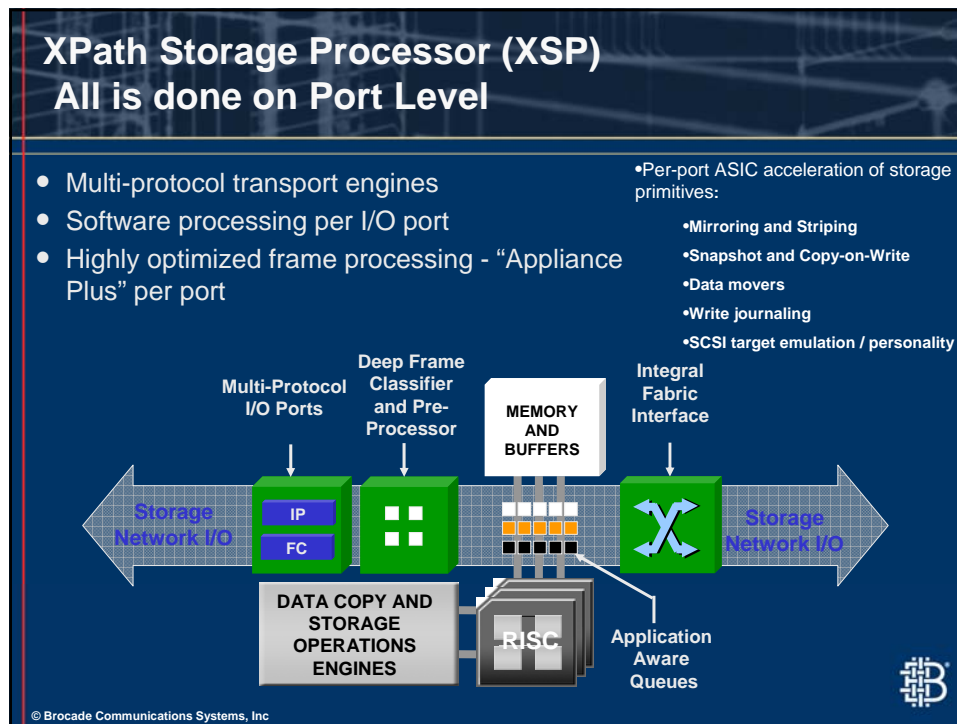 XPath Storage Processor (XSP)
All is done on Port Level
• Multi-protocol transport engines
• Software processing per I/O port
• Highly optimized frame processing - “Appliance
Plus” per port
•Per-port ASIC acceleration of storage
primitives:
•Mirroring and Striping
•Snapshot and Copy-on-Write
•Data movers
•Write journaling
•SCSI target emulation / personality
Multi-Protocol
I/O Ports
Deep Frame
Classifier
and Pre-
Processor
MEMORY
AND
BUFFERS
Integral
Fabric
Interface
Storage
Network I/O
IP
FC
Storage
Network I/O
DATA COPY AND
STORAGE
OPERATIONS
ENGINES
RISC
Application
Aware
Queues
© Brocade Communications Systems, Inc
B